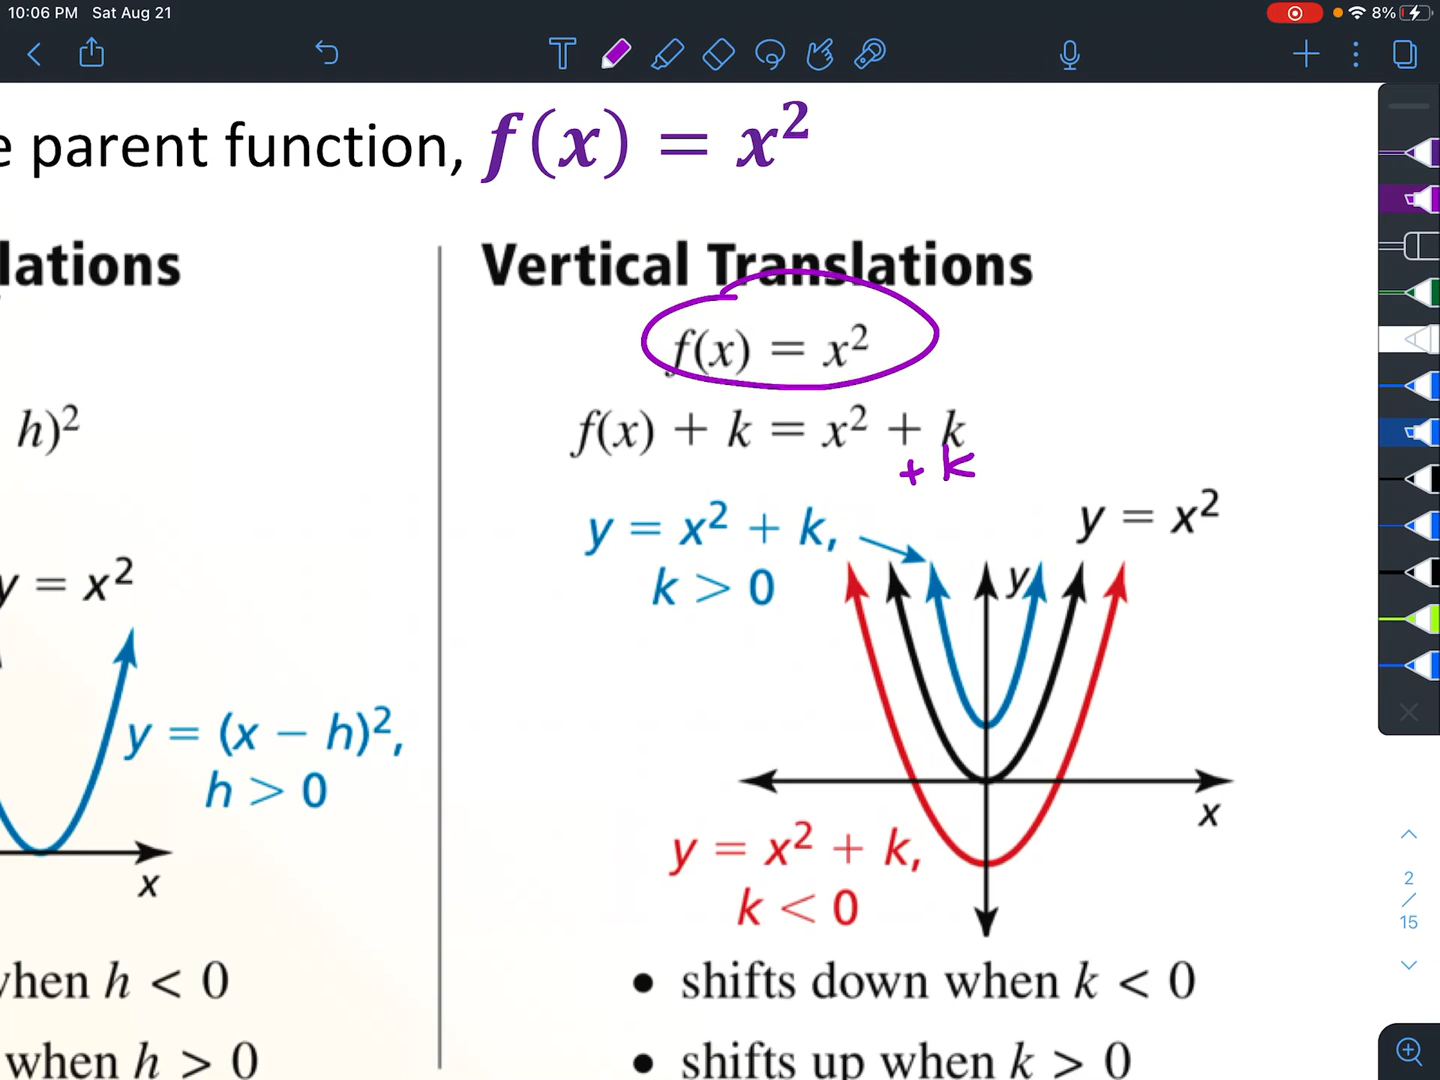 10:06 PM Sat Aug 21
8%
e parent function, f(x) = x²
lations
h)²
y = x²
y = (x − h)²,
h > 0
x
when h < 0
when h > 0
Vertical Translations
f(x) = x²
f(x) + k = x² + k
+ k
y = x² + k,
k > 0
y = x²
y
x
y = x² + k,
k < 0
• shifts down when k < 0
• shifts up when k > 0
2
/
15